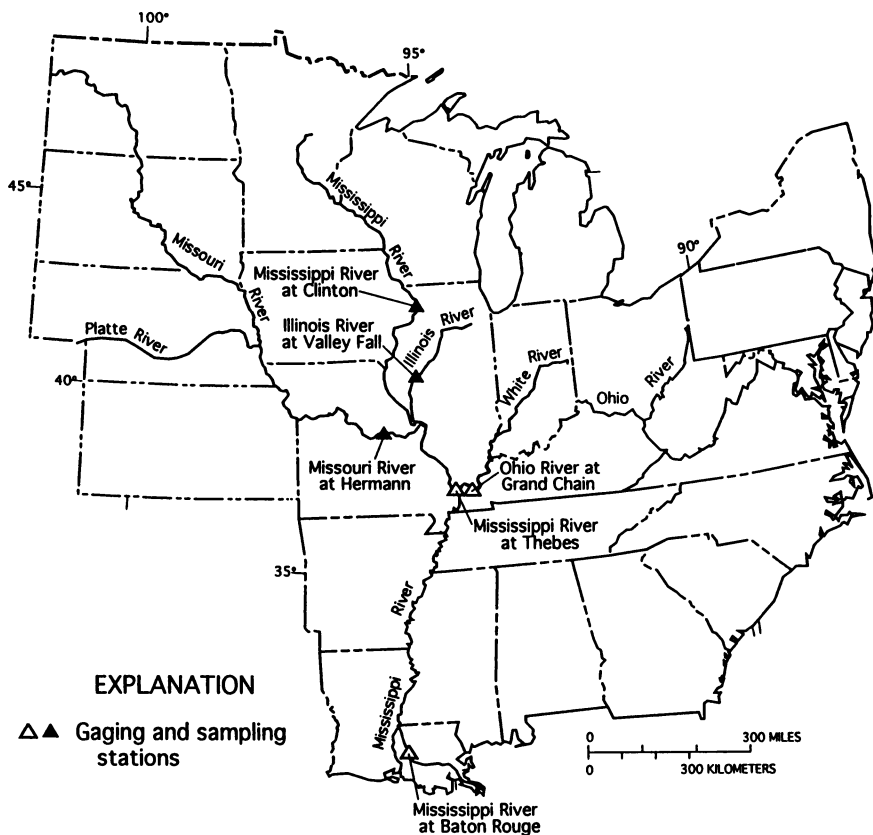 100°
95°
45°
Mississippi
River
Missouri
River
90°
Mississippi River
at Clinton
Illinois River
at Valley Fall
Illinois
Platte River
40°
White
River
Ohio
River
Missouri River
at Hermann
Ohio River at
Grand Chain
Mississippi River
at Thebes
35°
River
Mississippi
EXPLANATION
Gaging and sampling
stations
0 300 MILES
0 300 KILOMETERS
Mississippi River
at Baton Rouge